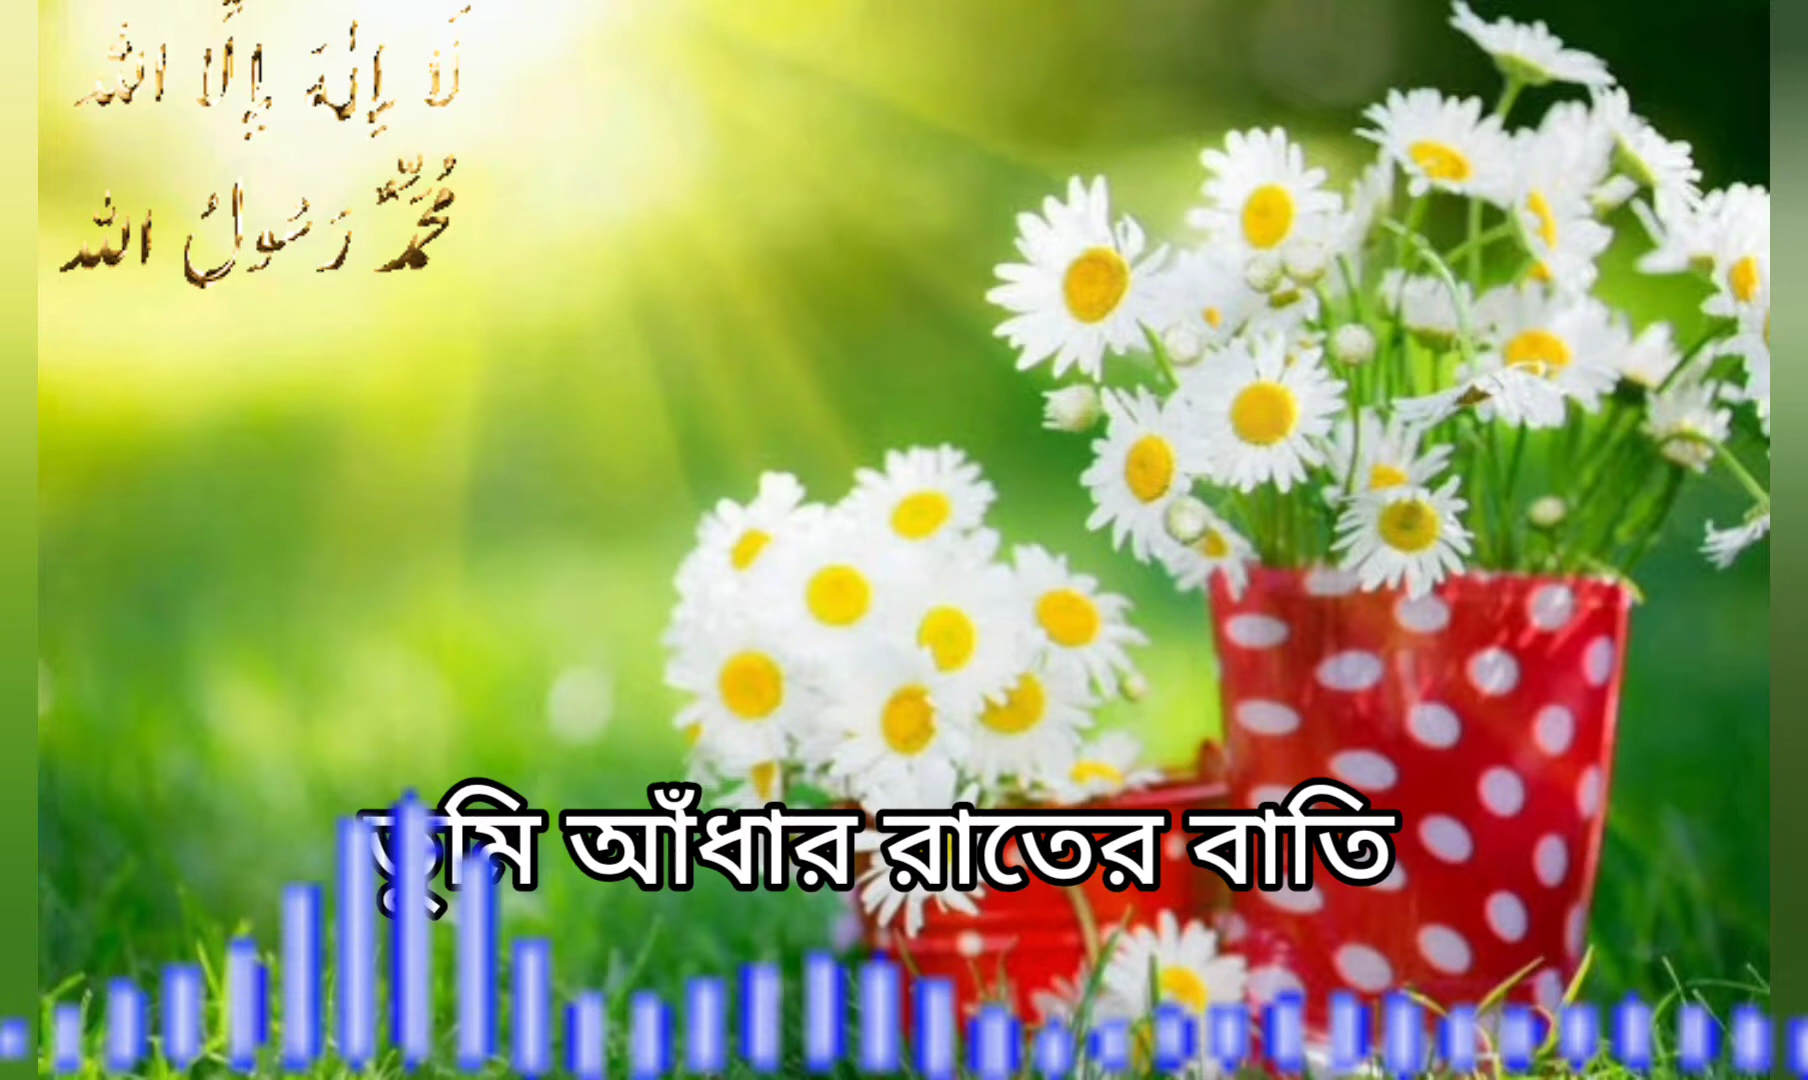 لَا إِلٰهَ إِلَّا الله
مُحَمَّدٌ رَسُولُ الله
তুমি আঁধার রাতের বাতি